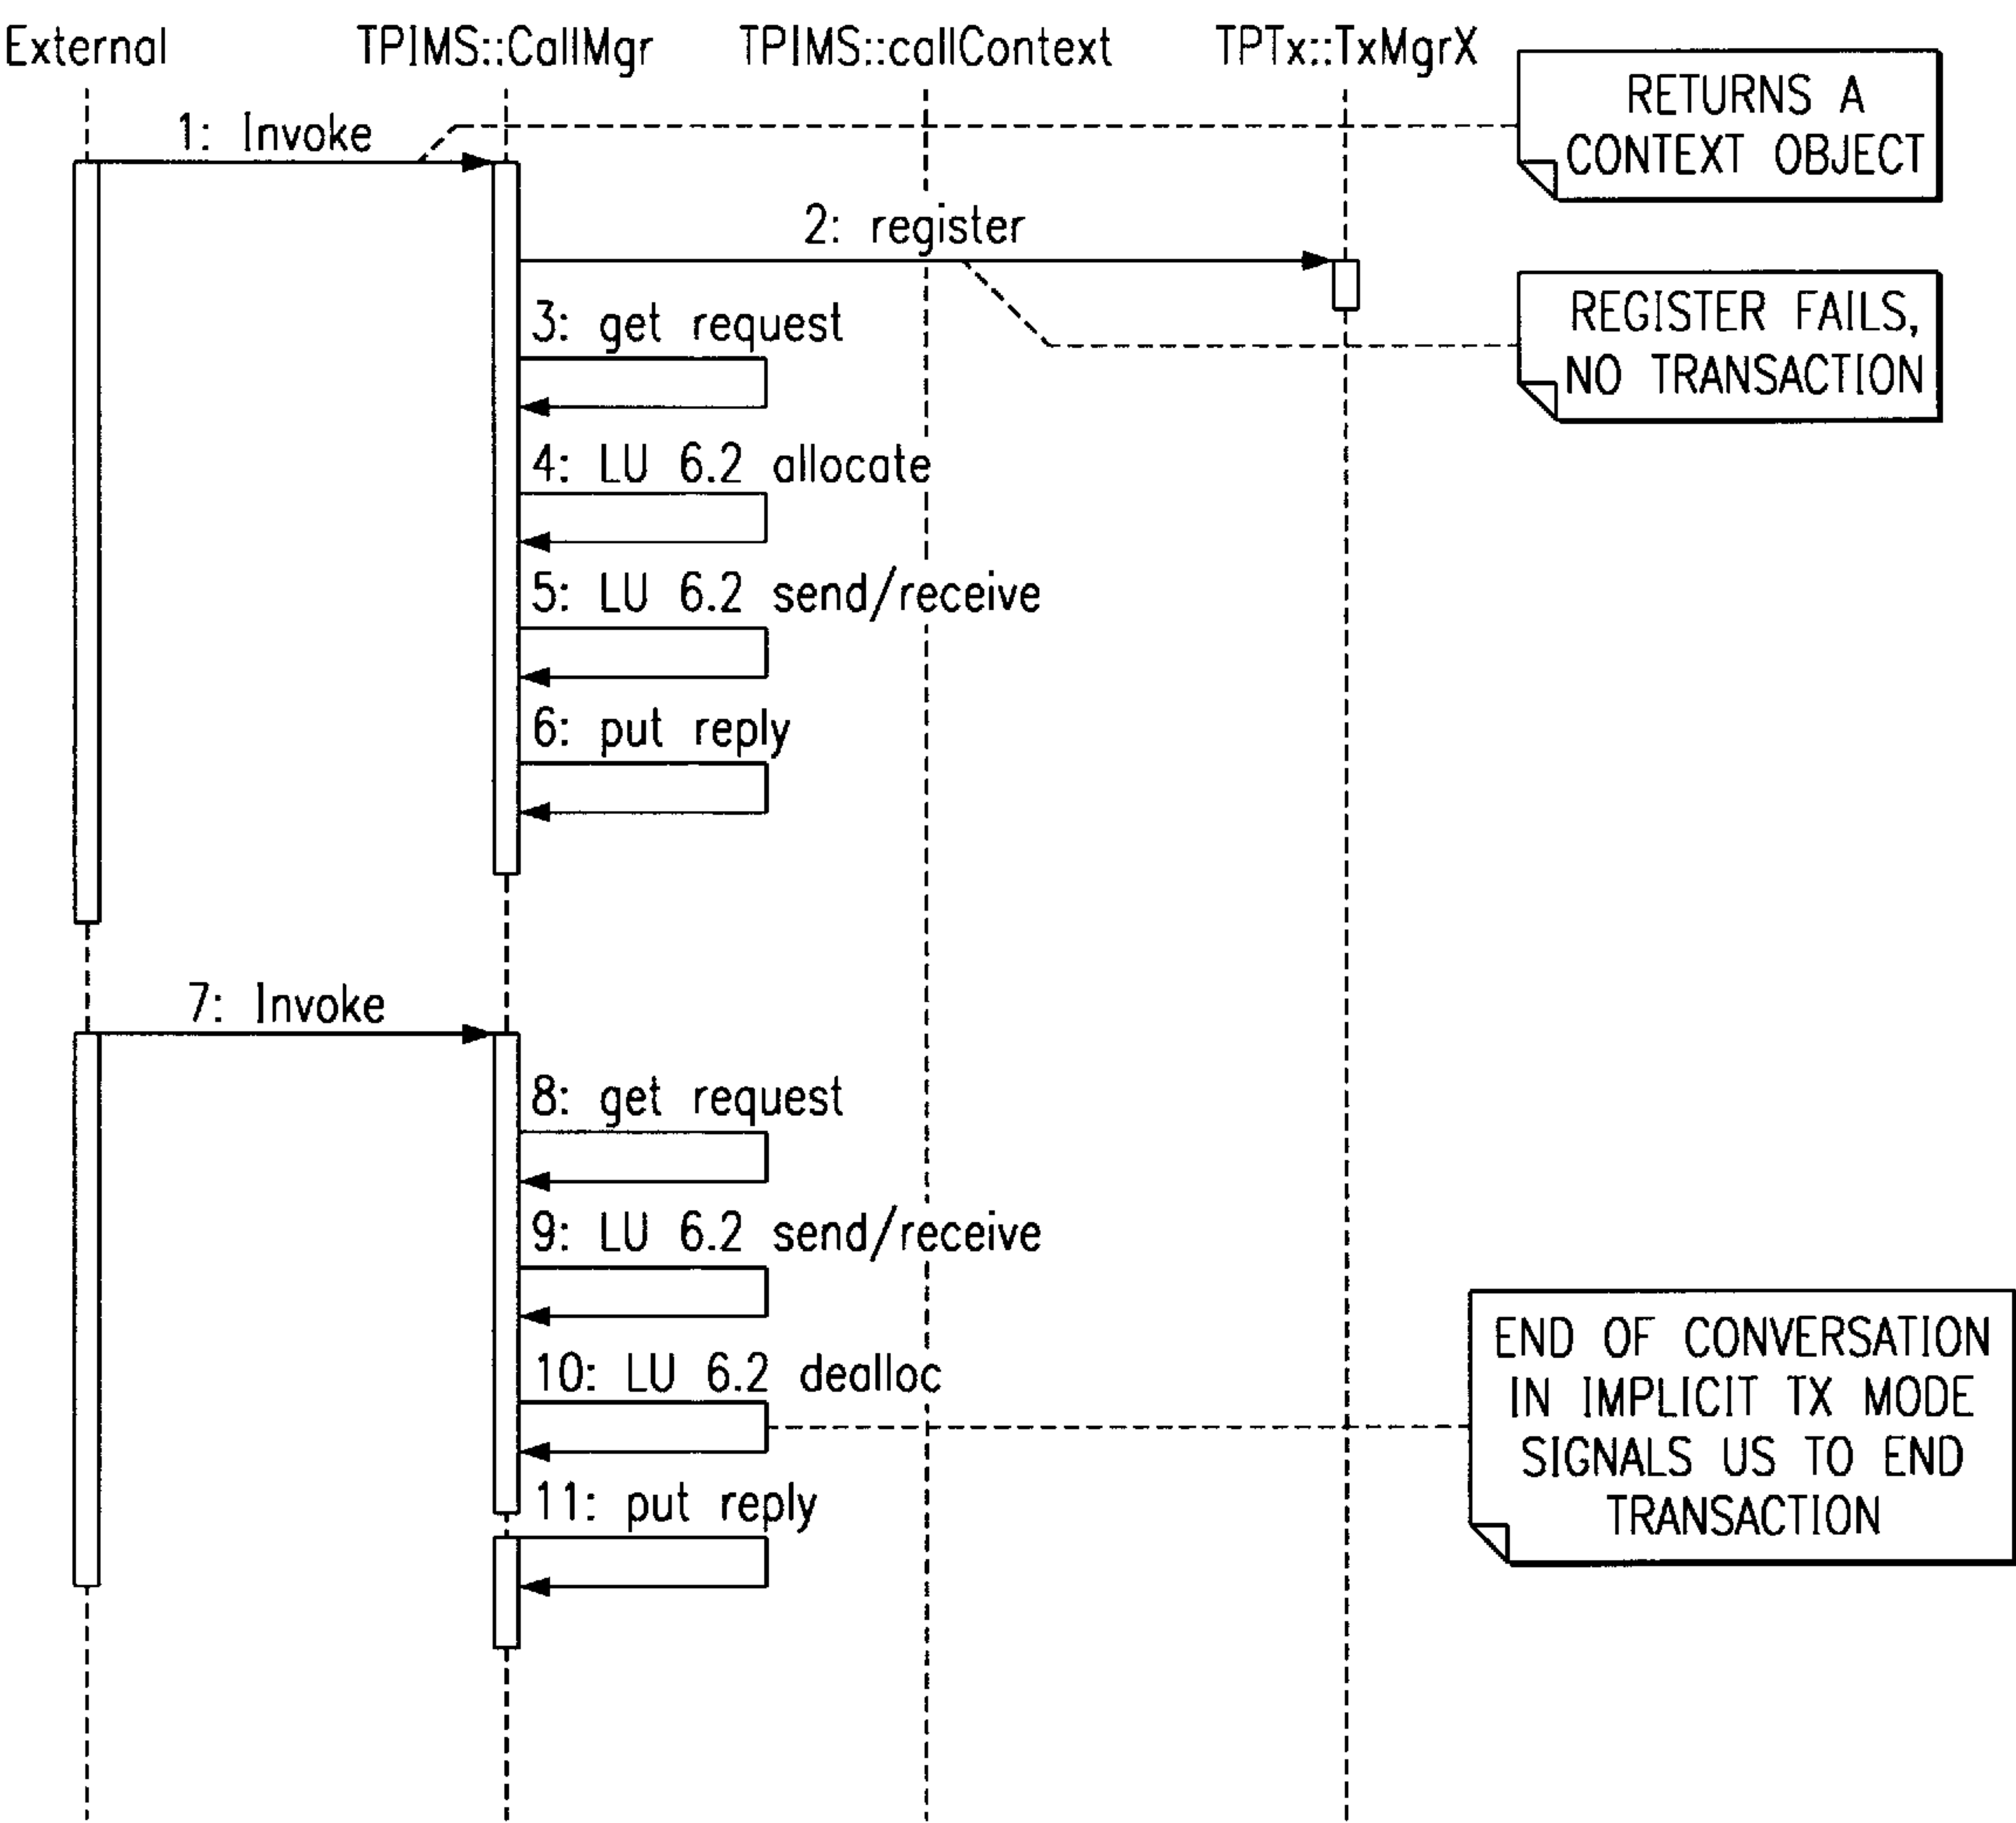 External
TPIMS::CallMgr
TPIMS::callContext
TPTx::TxMgrX
RETURNS A
CONTEXT OBJECT
1: Invoke
2: register
REGISTER FAILS,
NO TRANSACTION
3: get request
4: LU 6.2 allocate
5: LU 6.2 send/receive
6: put reply
7: Invoke
8: get request
9: LU 6.2 send/receive
10: LU 6.2 dealloc
END OF CONVERSATION
IN IMPLICIT TX MODE
SIGNALS US TO END
TRANSACTION
11: put reply